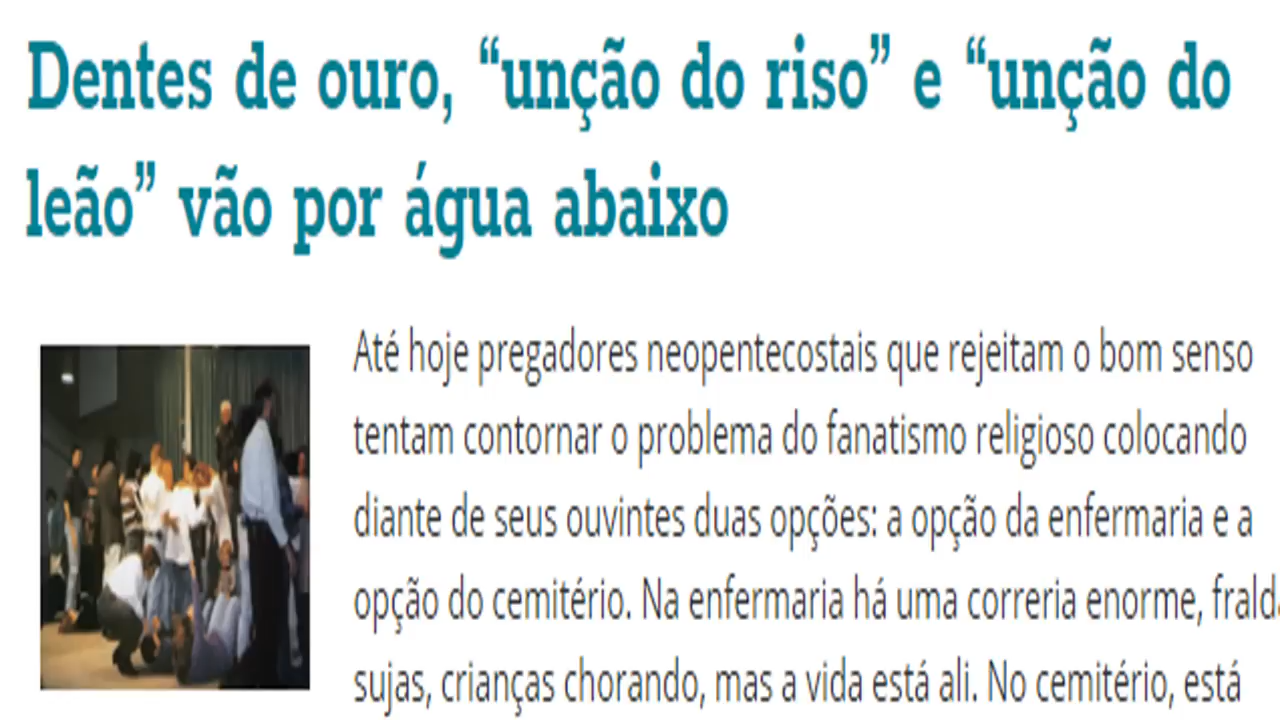 Dentes de ouro, “unção do riso” e “unção do
leão” vão por água abaixo
Até hoje pregadores neopentecostais que rejeitam o bom senso
tentam contornar o problema do fanatismo religioso colocando
diante de seus ouvintes duas opções: a opção da enfermaria e a
opção do cemitério. Na enfermaria há uma correria enorme,
sujas, crianças chorando, mas a vida está ali. No cemitério, está